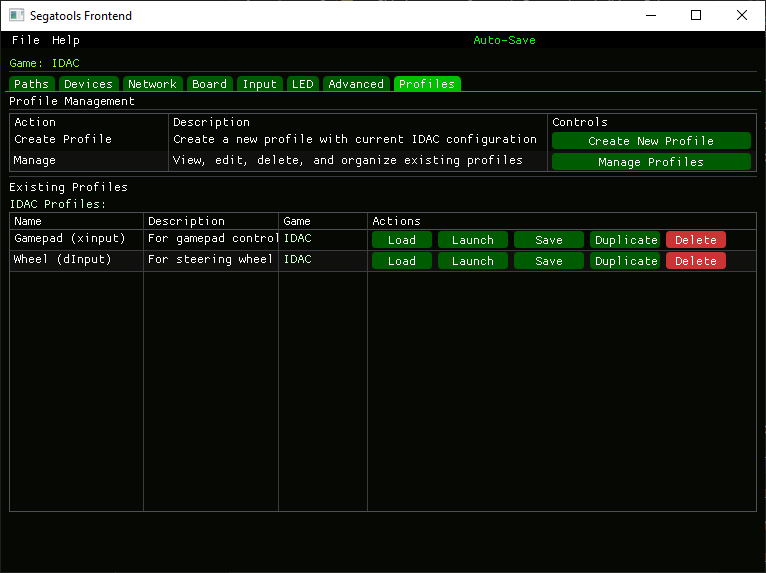 Segatools Frontend
File Help Auto-Save
Game: IDAC
Paths Devices Network Board Input LED Advanced Profiles
Profile Management
Action Description Controls
Create Profile Create a new profile with current IDAC configuration Create New Profile
Manage View, edit, delete, and organize existing profiles Manage Profiles
Existing Profiles
IDAC Profiles:
Name Description Game Actions
Gamepad (xinput) For gamepad control IDAC Load Launch Save Duplicate Delete
Wheel (dInput) For steering wheel IDAC Load Launch Save Duplicate Delete